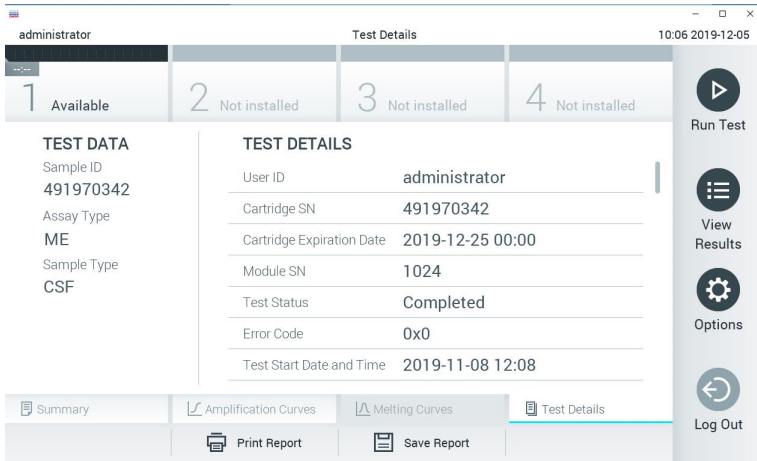 administrator
Test Details
10:06 2019-12-05
--:--
1 Available
2 Not installed
3 Not installed
4 Not installed
Run Test
View
Results
Options
Log Out
TEST DATA
Sample ID
491970342
Assay Type
ME
Sample Type
CSF
TEST DETAILS
User ID administrator
Cartridge SN 491970342
Cartridge Expiration Date 2019-12-25 00:00
Module SN 1024
Test Status Completed
Error Code 0x0
Test Start Date and Time 2019-11-08 12:08
Summary
Amplification Curves
Melting Curves
Test Details
Print Report
Save Report